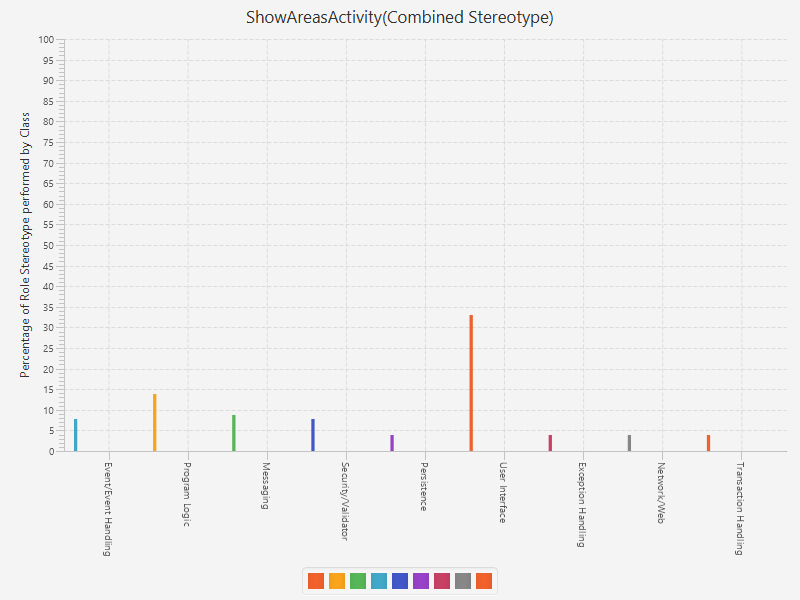 ShowAreasActivity(Combined Stereotype)
Percentage of Role Stereotype performed by Class
100
95
90
85
80
75
70
65
60
55
50
45
40
35
30
25
20
15
10
5
0
Event/Event Handling
Program Logic
Messaging
Security/Validator
Persistence
User Interface
Exception Handling
Network/Web
Transaction Handling